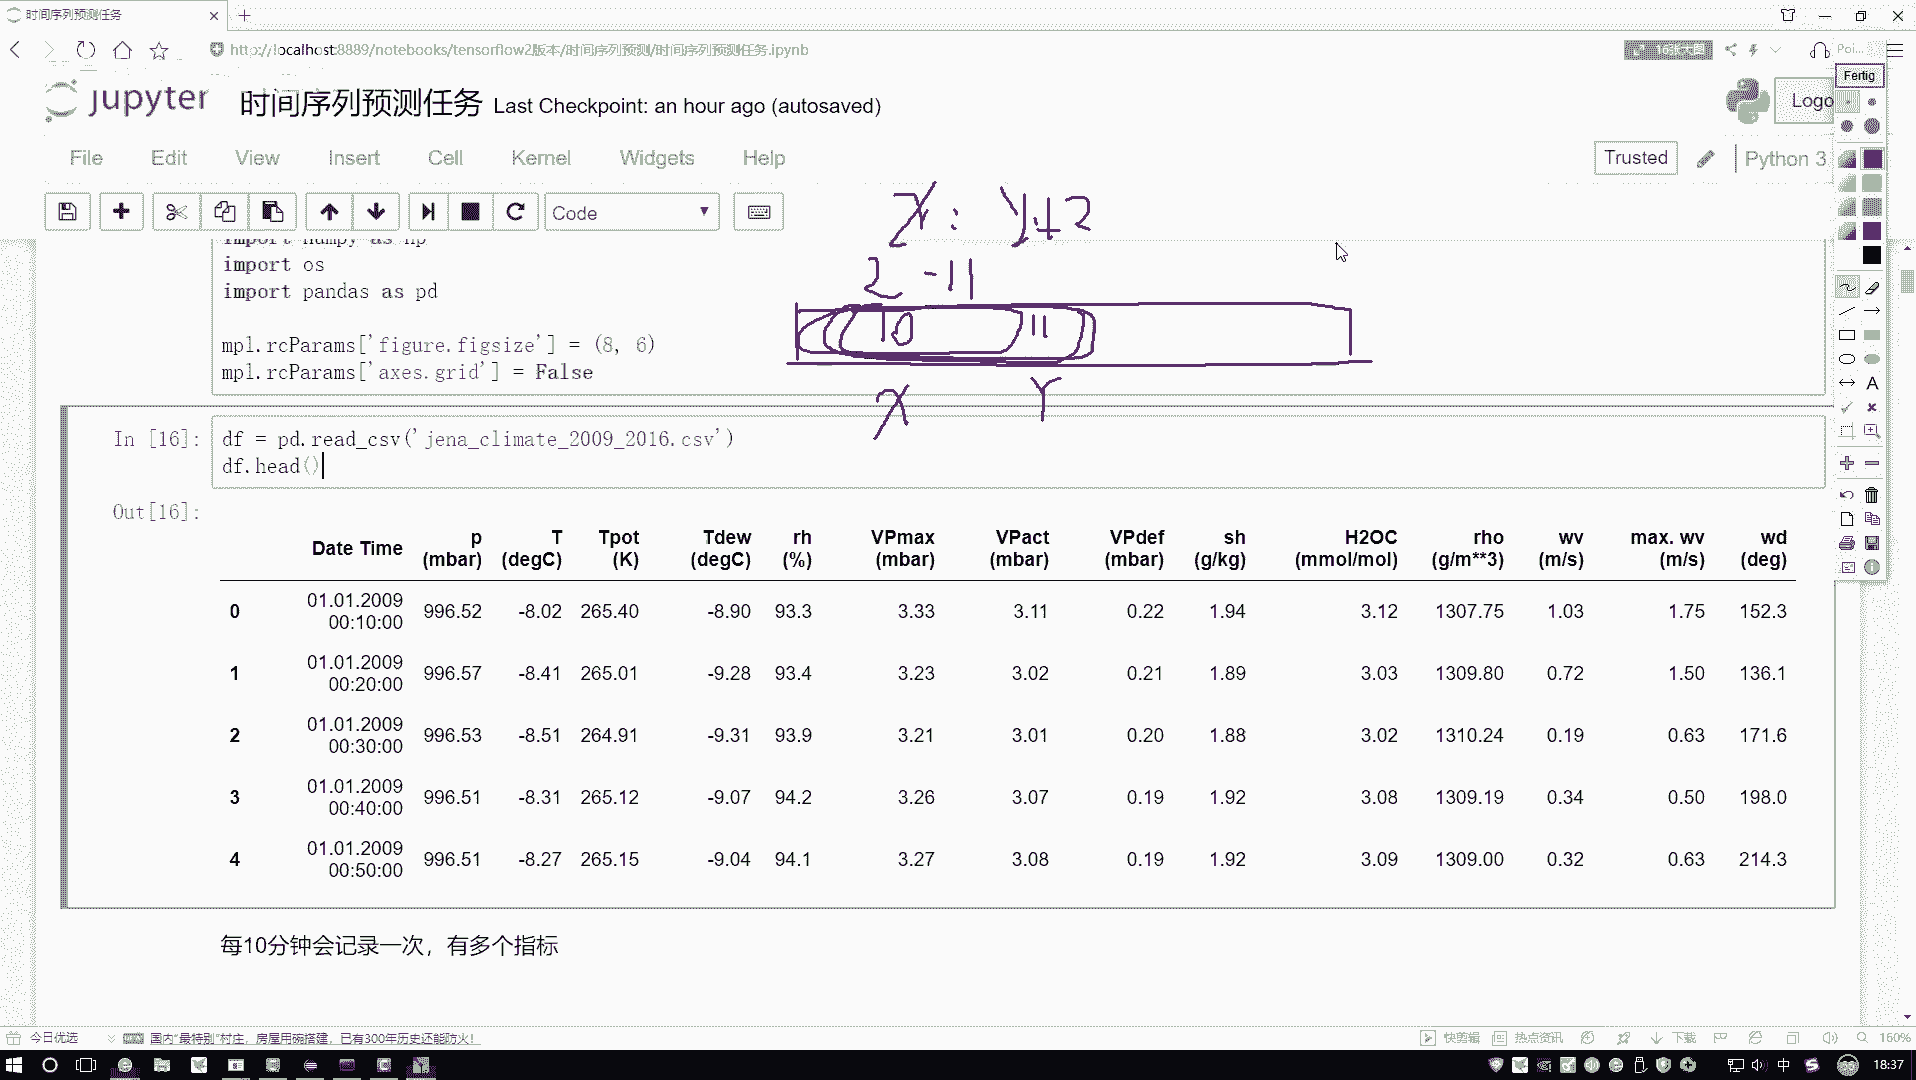 时间序列预测任务
http://localhost:8889/notebooks/tensorflow2版本/时间序列预测/时间序列预测任务.ipynb
Fertig
jupyter 时间序列预测任务 Last Checkpoint: an hour ago (autosaved)
Logo
File Edit View Insert Cell Kernel Widgets Help
Trusted Python 3
Code
X: Y12
2 -11
import numpy as np
import os
import pandas as pd
10 11
mpl.rcParams['figure.figsize'] = (8, 6)
mpl.rcParams['axes.grid'] = False
X Y
In [16]: df = pd.read_csv('jena_climate_2009_2016.csv')
df.head()
Out[16]:
Date Time p (mbar) T (degC) Tpot (K) Tdew (degC) rh (%) VPmax (mbar) VPact (mbar) VPdef (mbar) sh (g/kg) H2OC (mmol/mol) rho (g/m**3) wv (m/s) max. wv (m/s) wd (deg)
0 01.01.2009 00:10:00 996.52 -8.02 265.40 -8.90 93.3 3.33 3.11 0.22 1.94 3.12 1307.75 1.03 1.75 152.3
1 01.01.2009 00:20:00 996.57 -8.41 265.01 -9.28 93.4 3.23 3.02 0.21 1.89 3.03 1309.80 0.72 1.50 136.1
2 01.01.2009 00:30:00 996.53 -8.51 264.91 -9.31 93.9 3.21 3.01 0.20 1.88 3.02 1310.24 0.19 0.63 171.6
3 01.01.2009 00:40:00 996.51 -8.31 265.12 -9.07 94.2 3.26 3.07 0.19 1.92 3.08 1309.19 0.34 0.50 198.0
4 01.01.2009 00:50:00 996.51 -8.27 265.15 -9.04 94.1 3.27 3.08 0.19 1.92 3.09 1309.00 0.32 0.63 214.3
每10分钟会记录一次，有多个指标
今日优选 国内“最特别”村庄，房屋用碗搭建，已有300年历史还能防火！ 快剪辑 热点资讯 下载 160%
中 18:37